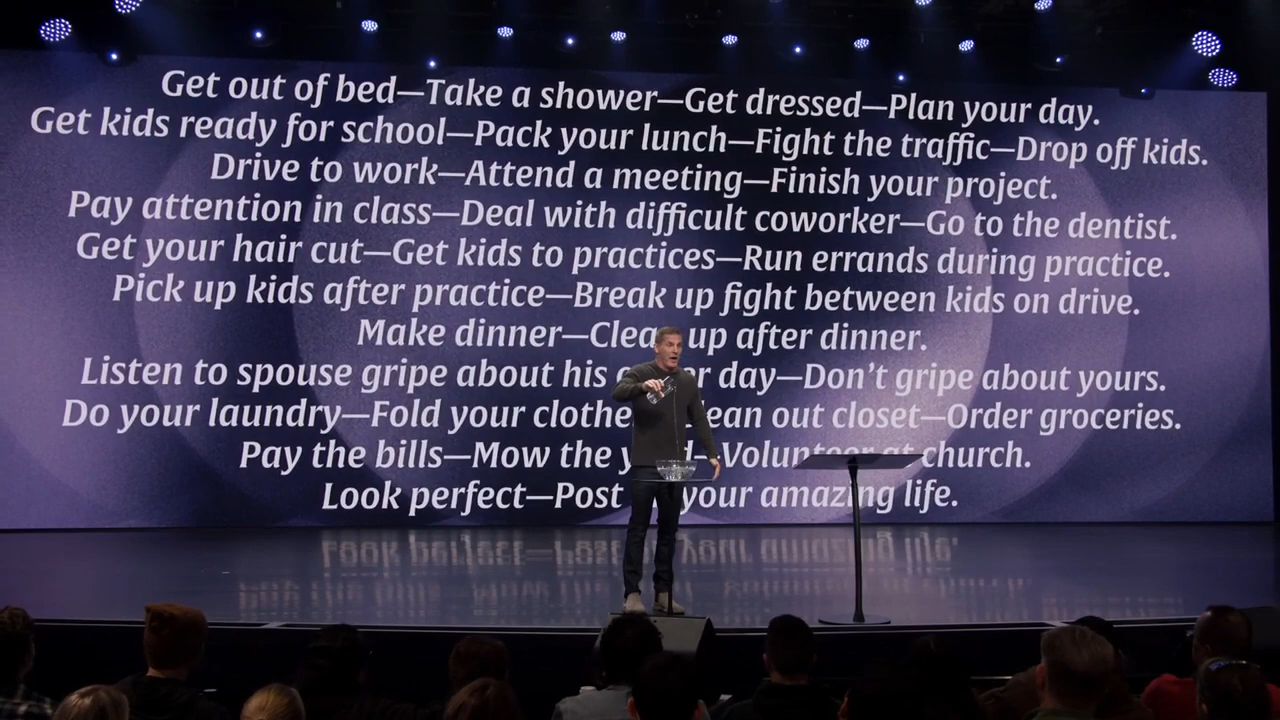 Get out of bed—Take a shower—Get dressed—Plan your day.
Get kids ready for school—Pack your lunch—Fight the traffic—Drop off kids.
Drive to work—Attend a meeting—Finish your project.
Pay attention in class—Deal with difficult coworker—Go to the dentist.
Get your hair cut—Get kids to practices—Run errands during practice.
Pick up kids after practice—Break up fight between kids on drive.
Make dinner—Clean up after dinner.
Listen to spouse gripe about his day—Don't gripe about yours.
Do your laundry—Fold your clothes—Clean out closet—Order groceries.
Pay the bills—Mow the yard—Volunteer at church.
Look perfect—Post your amazing life.